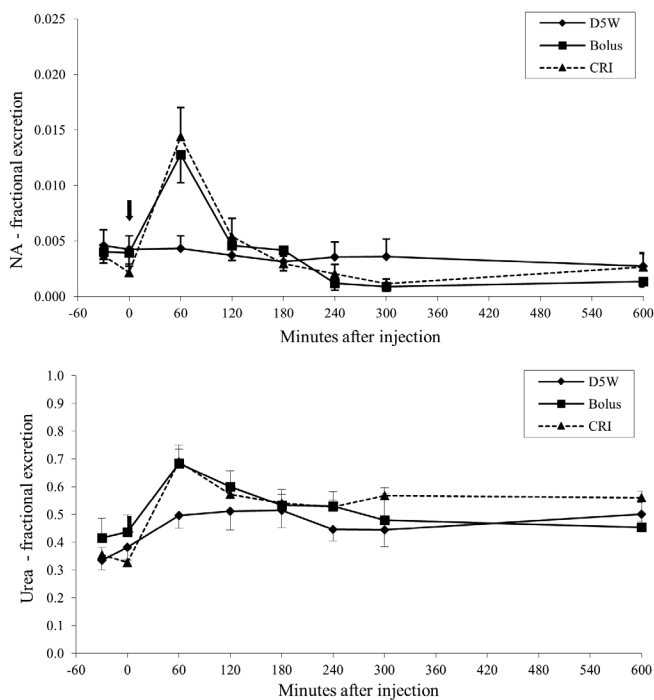 0.025
0.020
0.015
0.010
0.005
0.000
NA - fractional excretion
D5W
Bolus
CRI
-60 0 60 120 180 240 300 360 420 480 540 600
Minutes after injection
1.0
0.9
0.8
0.7
0.6
0.5
0.4
0.3
0.2
0.1
0.0
Urea - fractional excretion
D5W
Bolus
CRI
-60 0 60 120 180 240 300 360 420 480 540 600
Minutes after injection